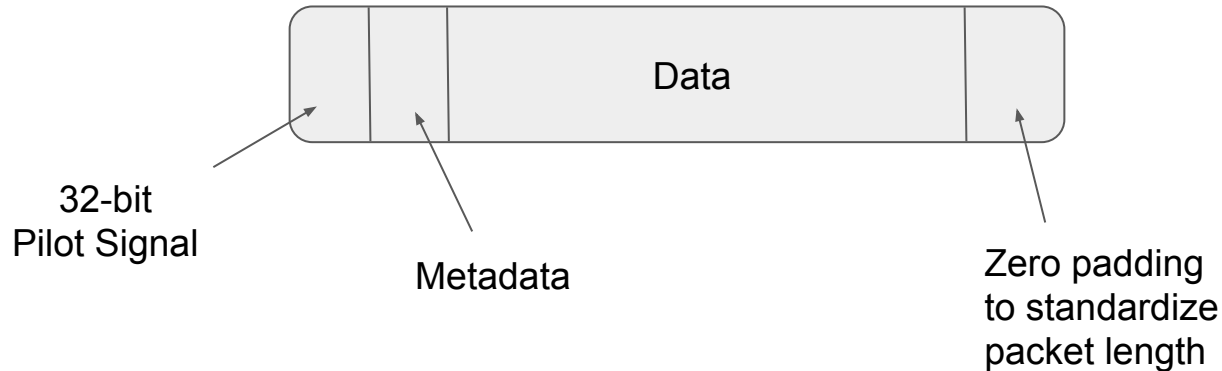 Data
32-bit
Pilot Signal
Metadata
Zero padding
to standardize
packet length